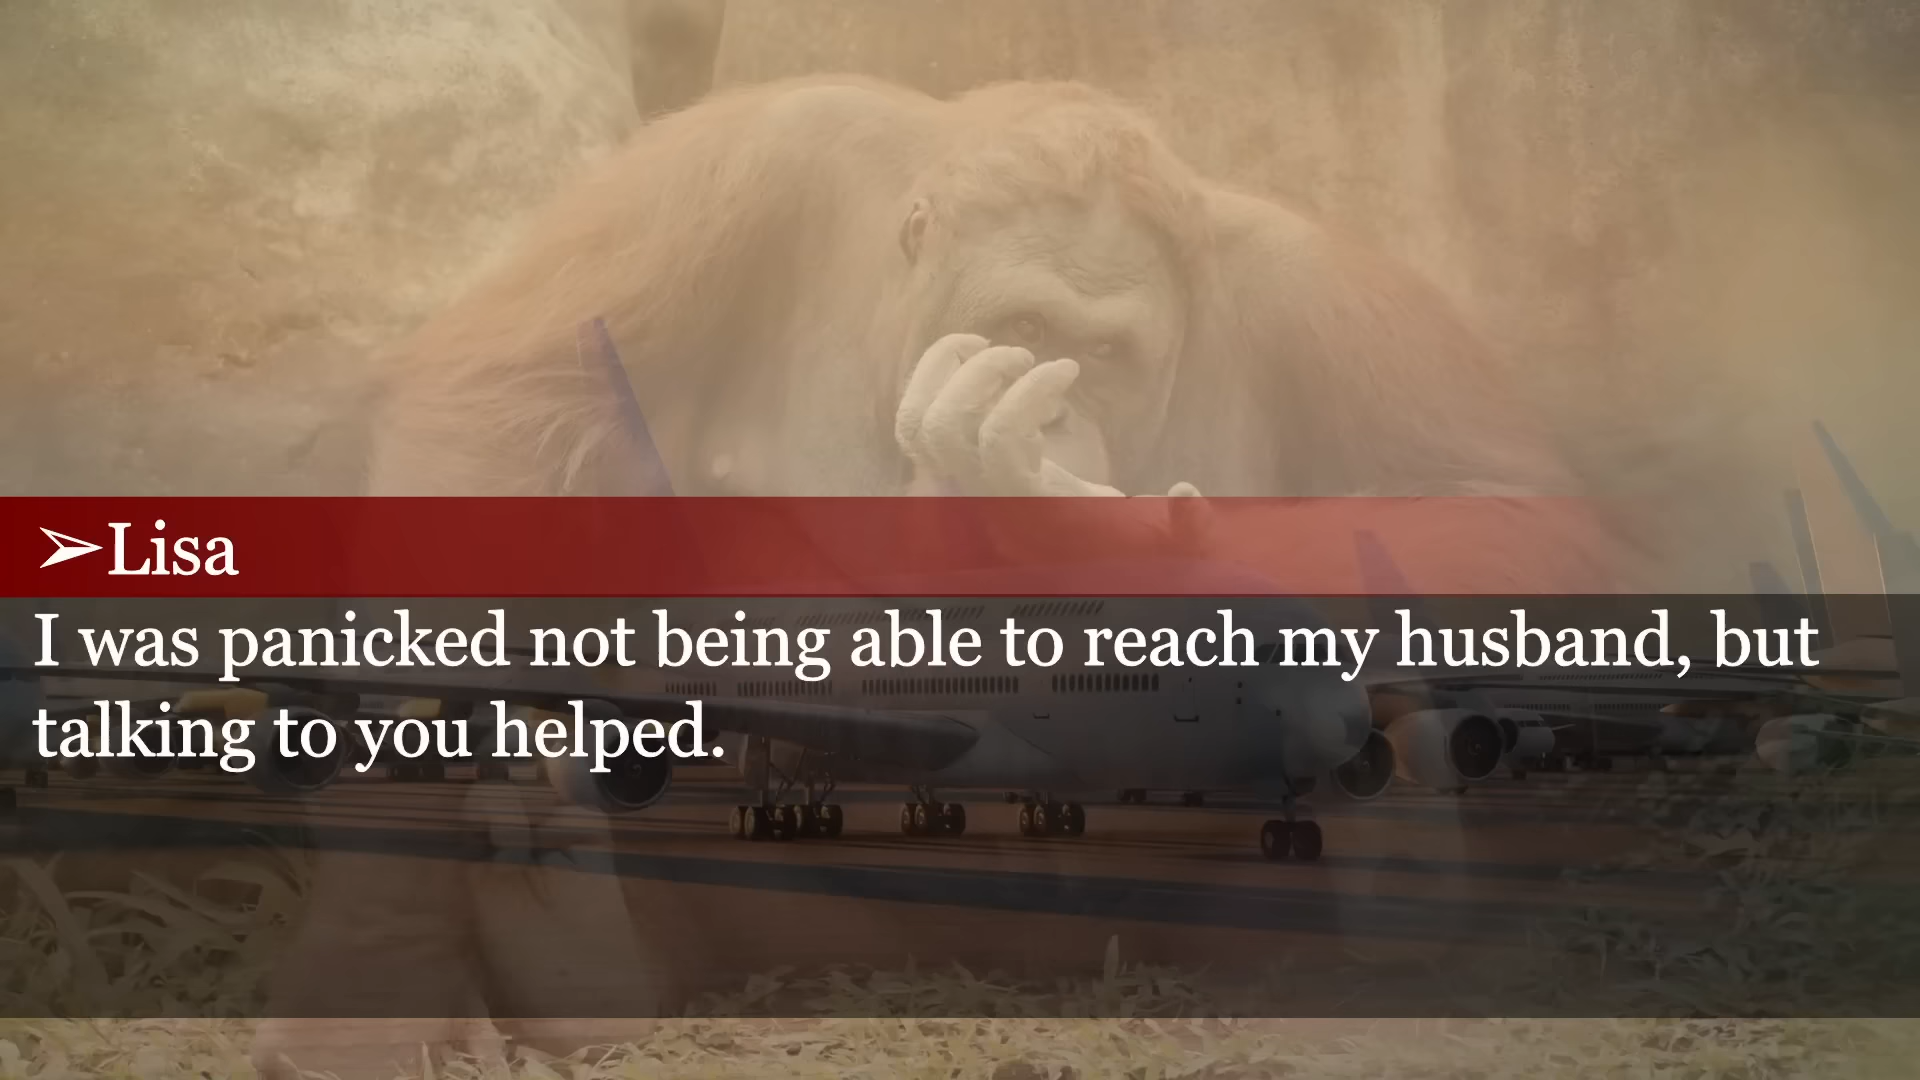 ➢Lisa
I was panicked not being able to reach my husband, but
talking to you helped.